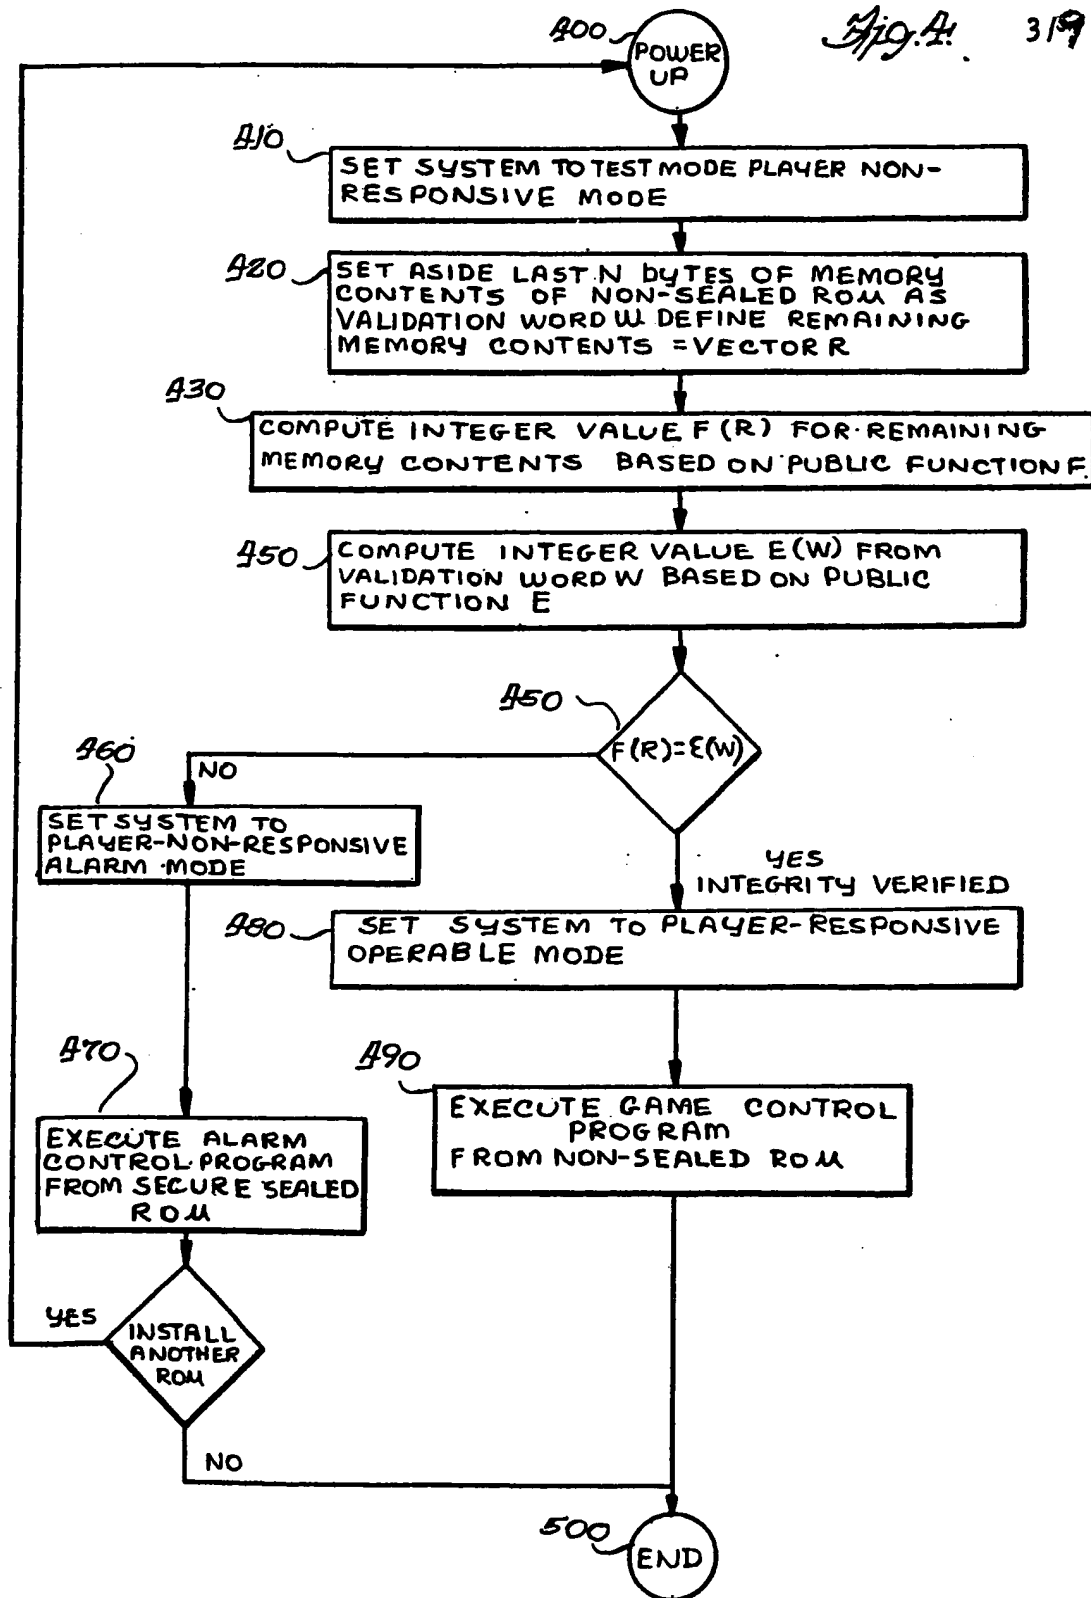 400
POWER
UP
Fig. 4.
3/9
410
SET SYSTEM TO TEST MODE PLAYER NON-
RESPONSIVE MODE
420
SET ASIDE LAST N bYTES OF MEMORY
CONTENTS OF NON-SEALED ROM AS
VALIDATION WORD W. DEFINE REMAINING
MEMORY CONTENTS = VECTOR R
430
COMPUTE INTEGER VALUE F(R) FOR REMAINING
MEMORY CONTENTS BASED ON PUBLIC FUNCTION F.
450
COMPUTE INTEGER VALUE E(W) FROM
VALIDATION WORD W BASED ON PUBLIC
FUNCTION E
450
F(R)=E(W)
460
NO
SET SYSTEM TO
PLAYER-NON-RESPONSIVE
ALARM MODE
YES
INTEGRITY VERIFIED
480
SET SYSTEM TO PLAYER-RESPONSIVE
OPERABLE MODE
470
EXECUTE ALARM
CONTROL PROGRAM
FROM SECURE SEALED
ROM
490
EXECUTE GAME CONTROL
PROGRAM
FROM NON-SEALED ROM
YES
INSTALL
ANOTHER
ROM
NO
500
END